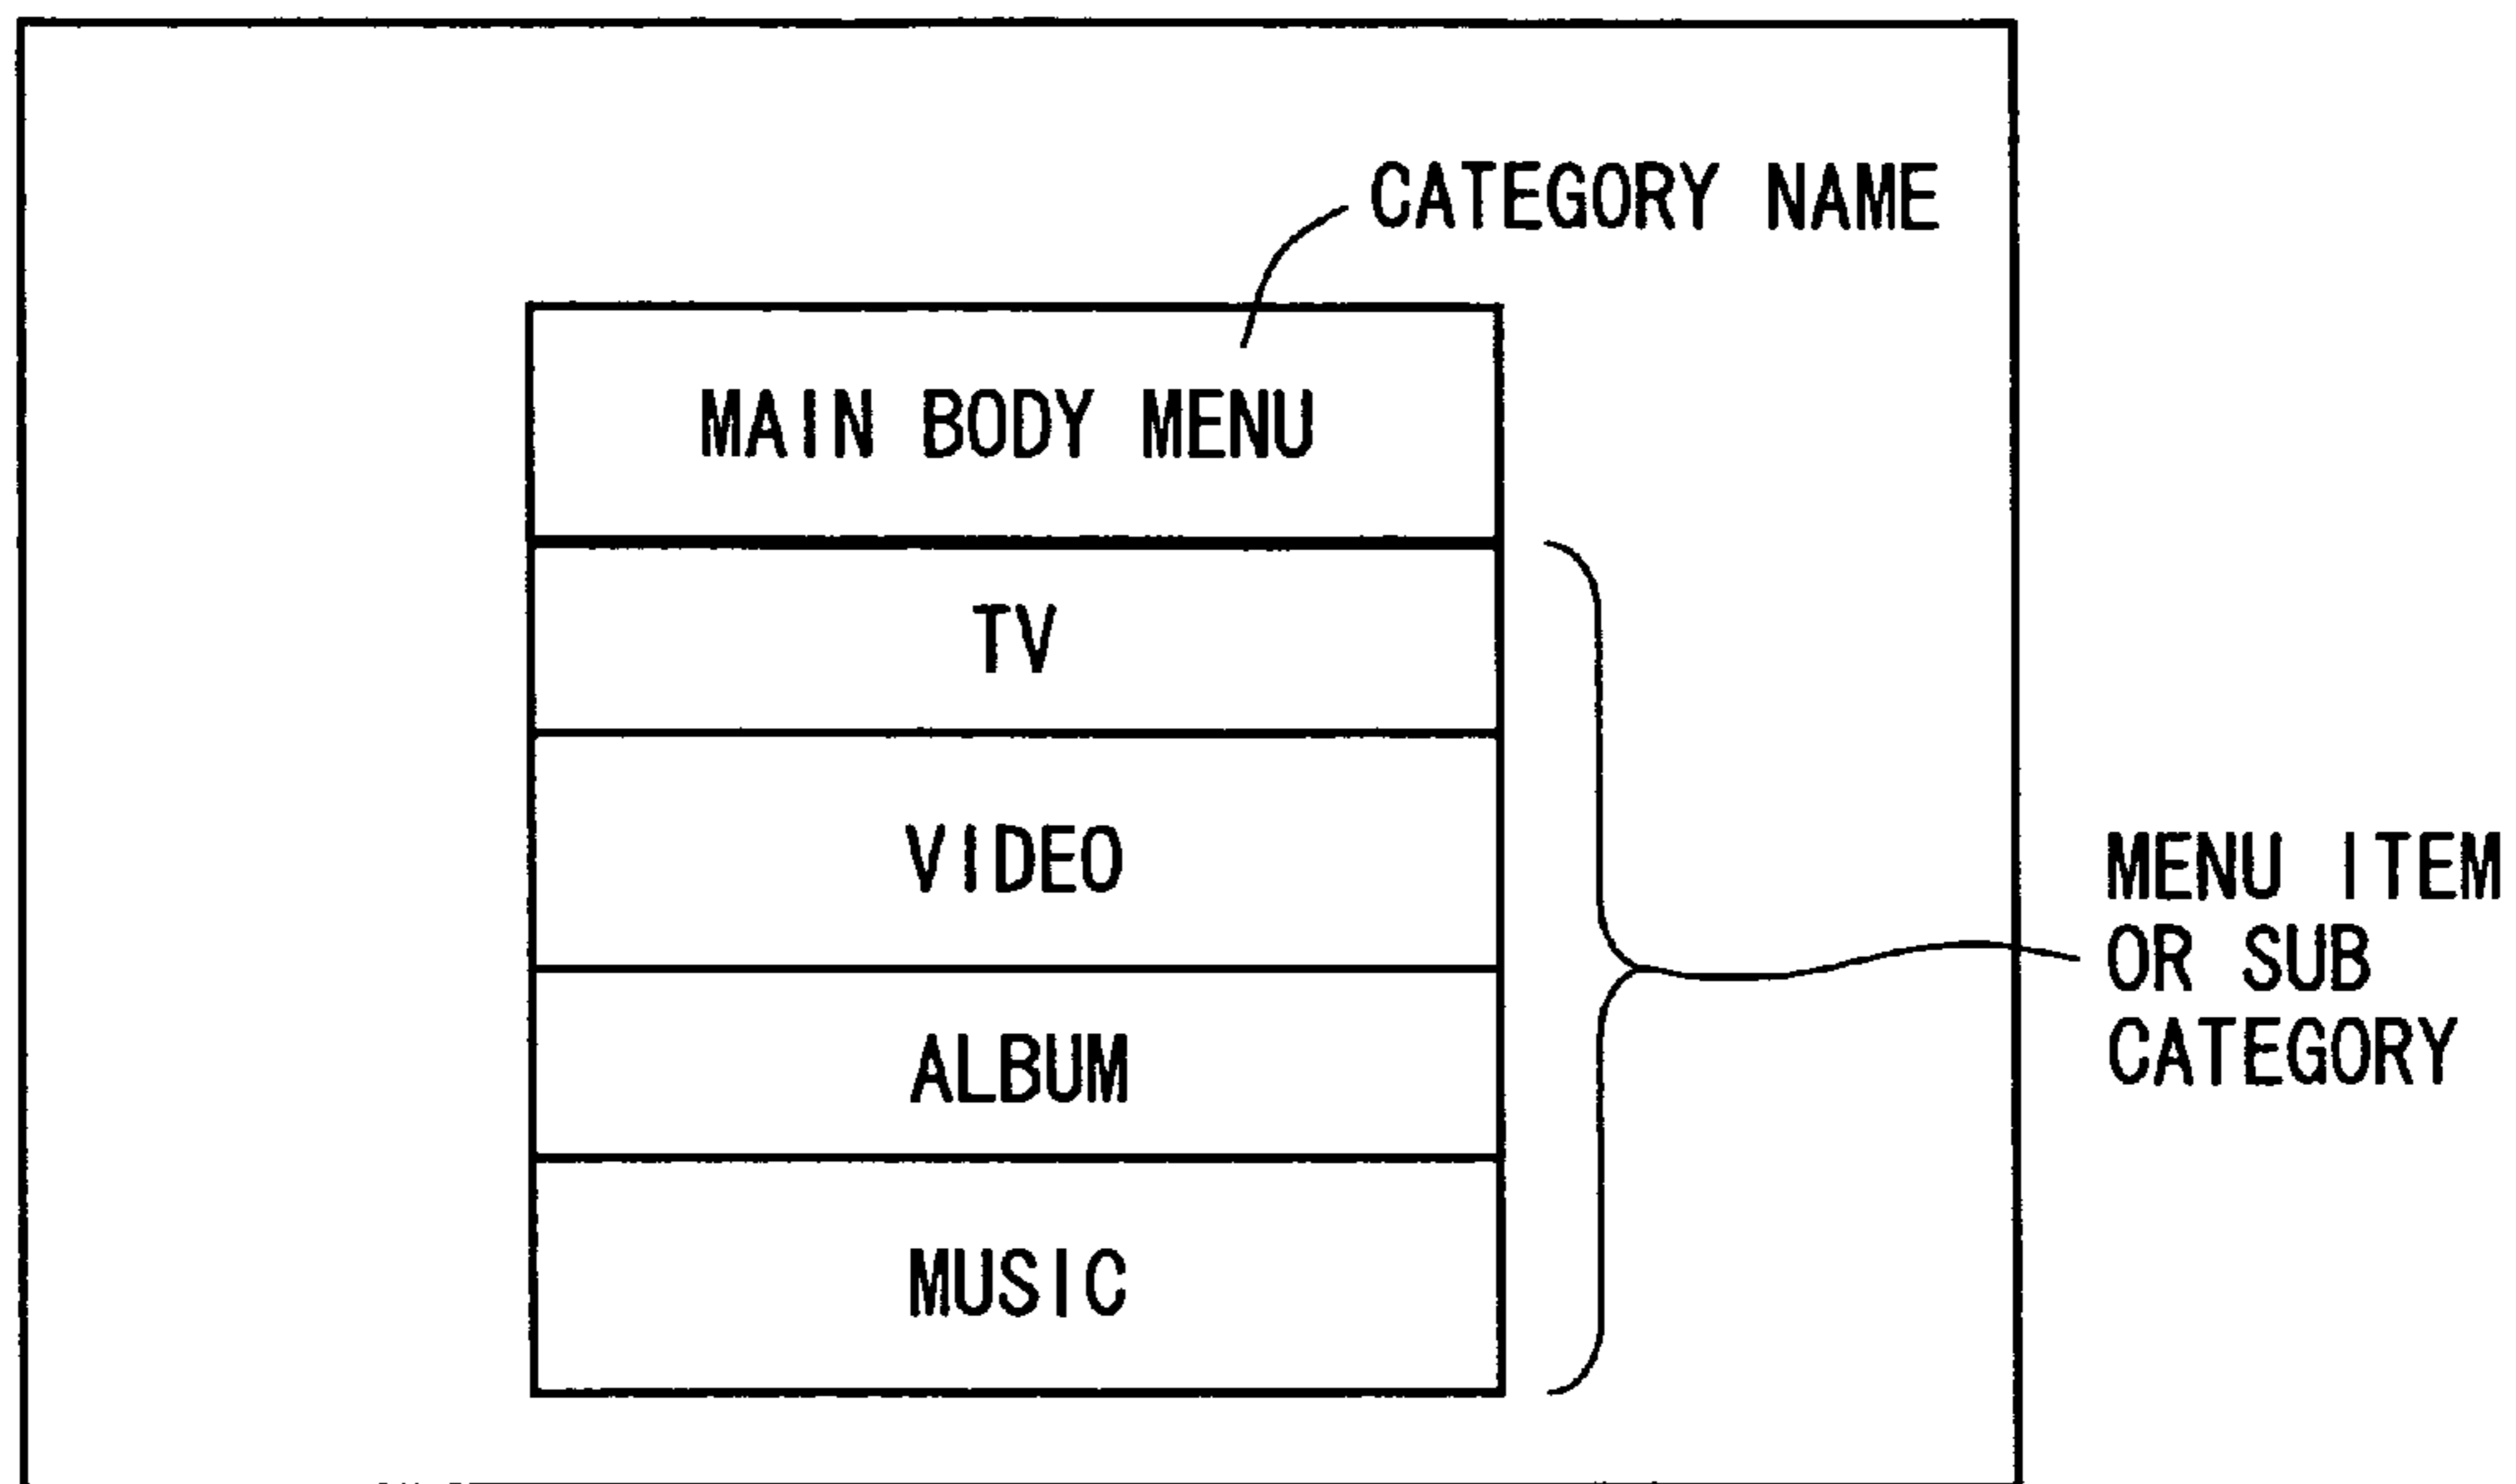 CATEGORY NAME
MAIN BODY MENU
TV
VIDEO
ALBUM
MUSIC
MENU ITEM
OR SUB
CATEGORY